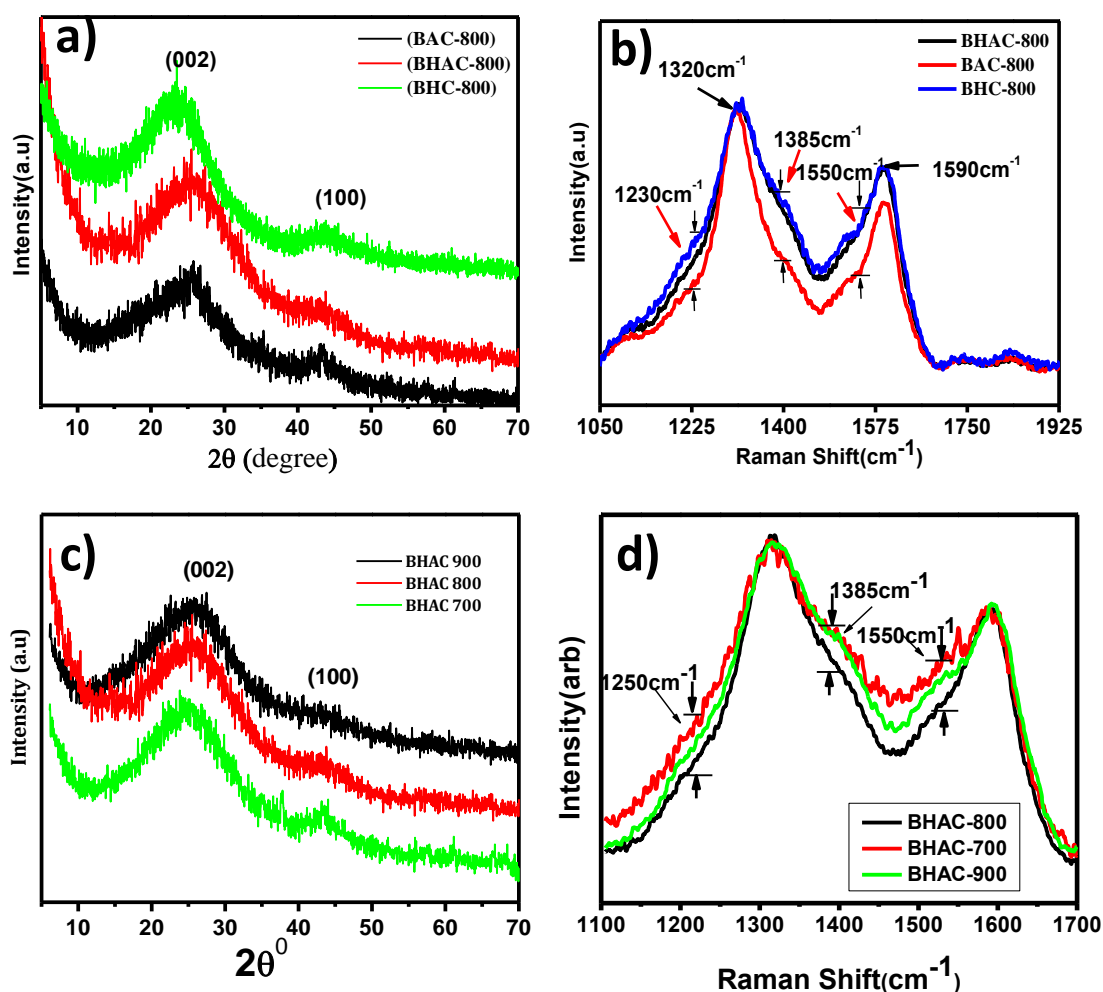 a)
(002)
(100)
(BAC-800)
(BHAC-800)
(BHC-800)
Intensity(a.u)
10 20 30 40 50 60 70
2θ (degree)
b)
1320cm-1
1385cm-1
1550cm-1
1590cm-1
1230cm-1
BHAC-800
BAC-800
BHC-800
Intensity(a.u)
1050 1225 1400 1575 1750 1925
Raman Shift(cm-1)
c)
(002)
(100)
BHAC 900
BHAC 800
BHAC 700
Intensity (a.u)
10 20 30 40 50 60 70
2θ0
d)
1385cm-1
1550cm-1
1250cm-1
Intensity(arb)
BHAC-800
BHAC-700
BHAC-900
1100 1200 1300 1400 1500 1600 1700
Raman Shift(cm-1)